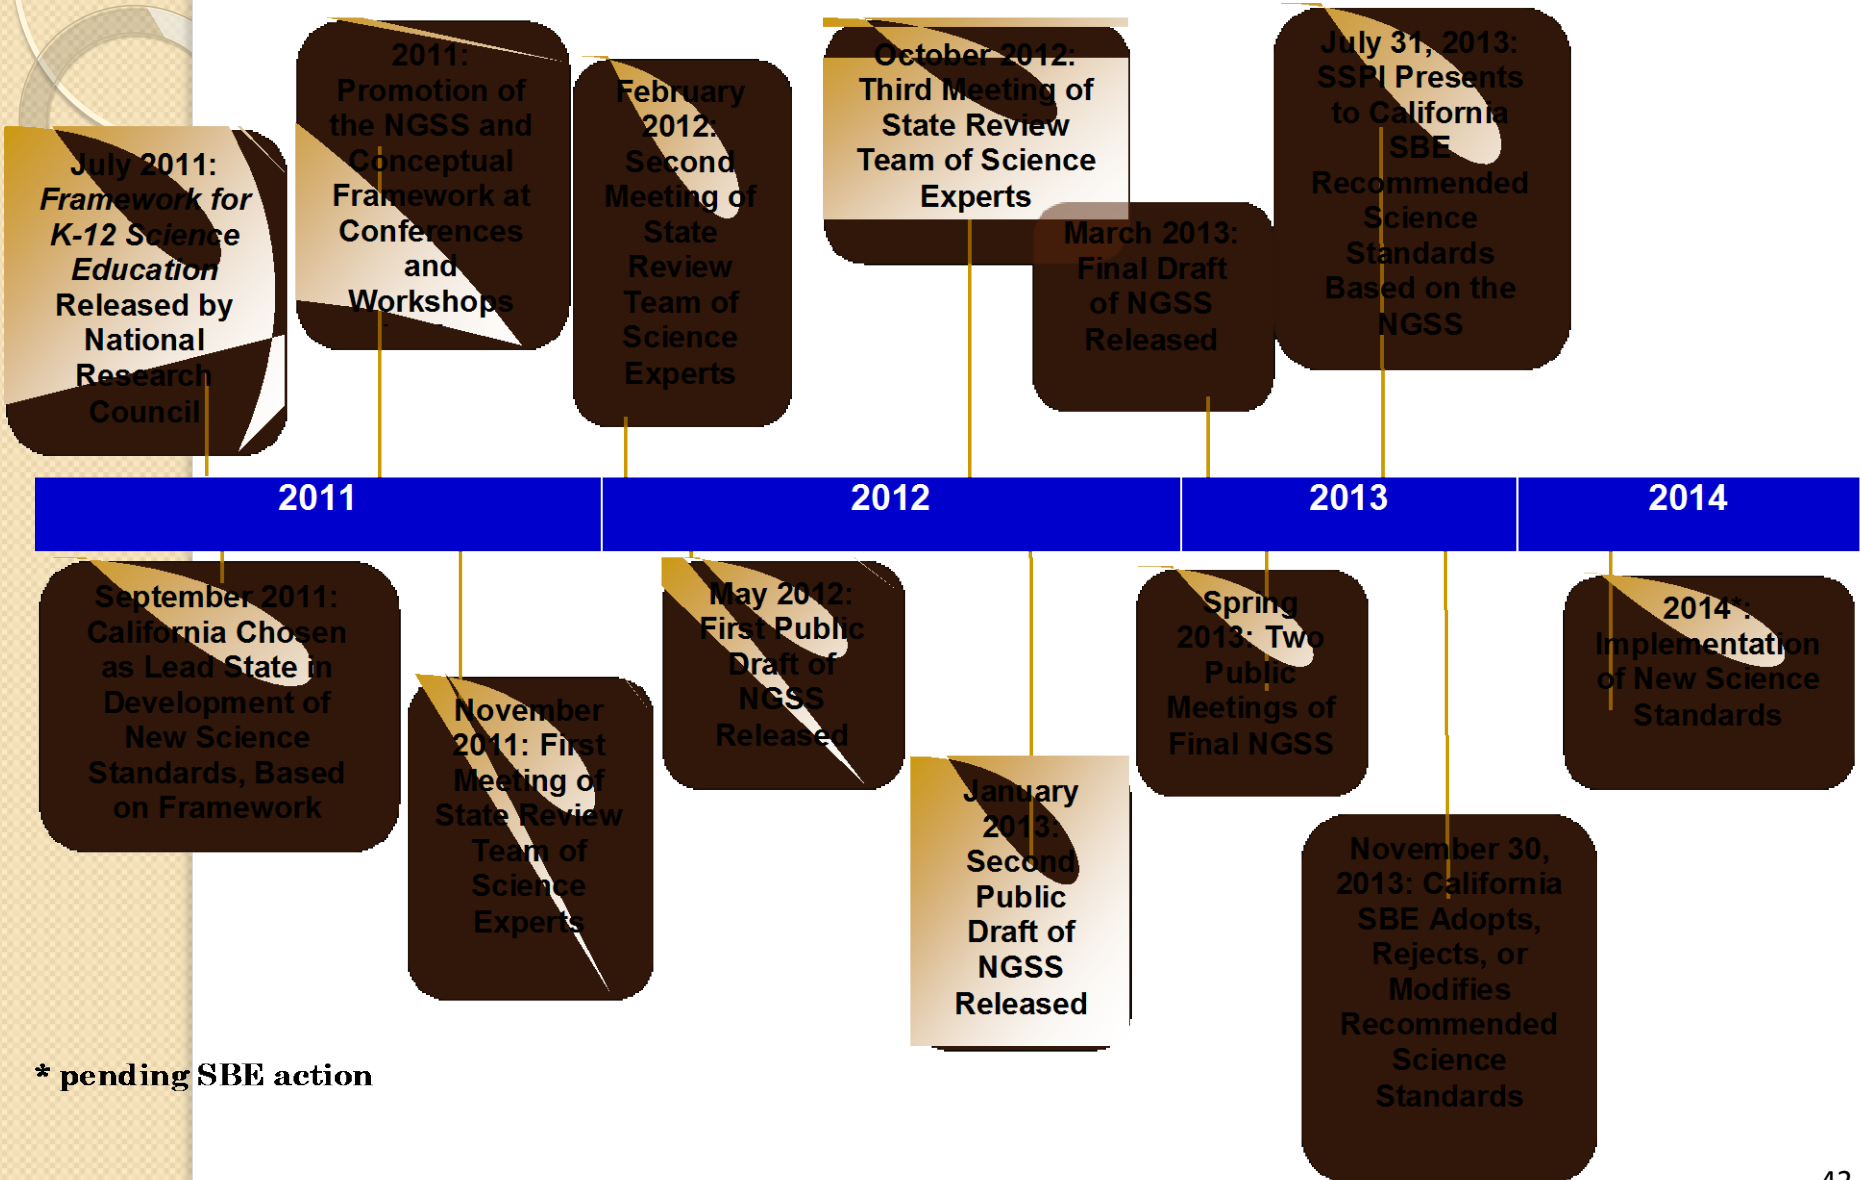 July 2011:
Framework for
K-12 Science
Education
Released by
National
Research
Council
2011:
Promotion of
the NGSS and
Conceptual
Framework at
Conferences
and
Workshops
February
2012:
Second
Meeting of
State
Review
Team of
Science
Experts
October 2012:
Third Meeting of
State Review
Team of Science
Experts
March 2013:
Final Draft
of NGSS
Released
July 31, 2013:
SSPI Presents
to California
SBE
Recommended
Science
Standards
Based on the
NGSS
2011
2012
2013
2014
September 2011:
California Chosen
as Lead State in
Development of
New Science
Standards, Based
on Framework
November
2011: First
Meeting of
State Review
Team of
Science
Experts
May 2012:
First Public
Draft of
NGSS
Released
January
2013:
Second
Public
Draft of
NGSS
Released
Spring
2013: Two
Public
Meetings of
Final NGSS
November 30,
2013: California
SBE Adopts,
Rejects, or
Modifies
Recommended
Science
Standards
2014*:
Implementation
of New Science
Standards
* pending SBE action